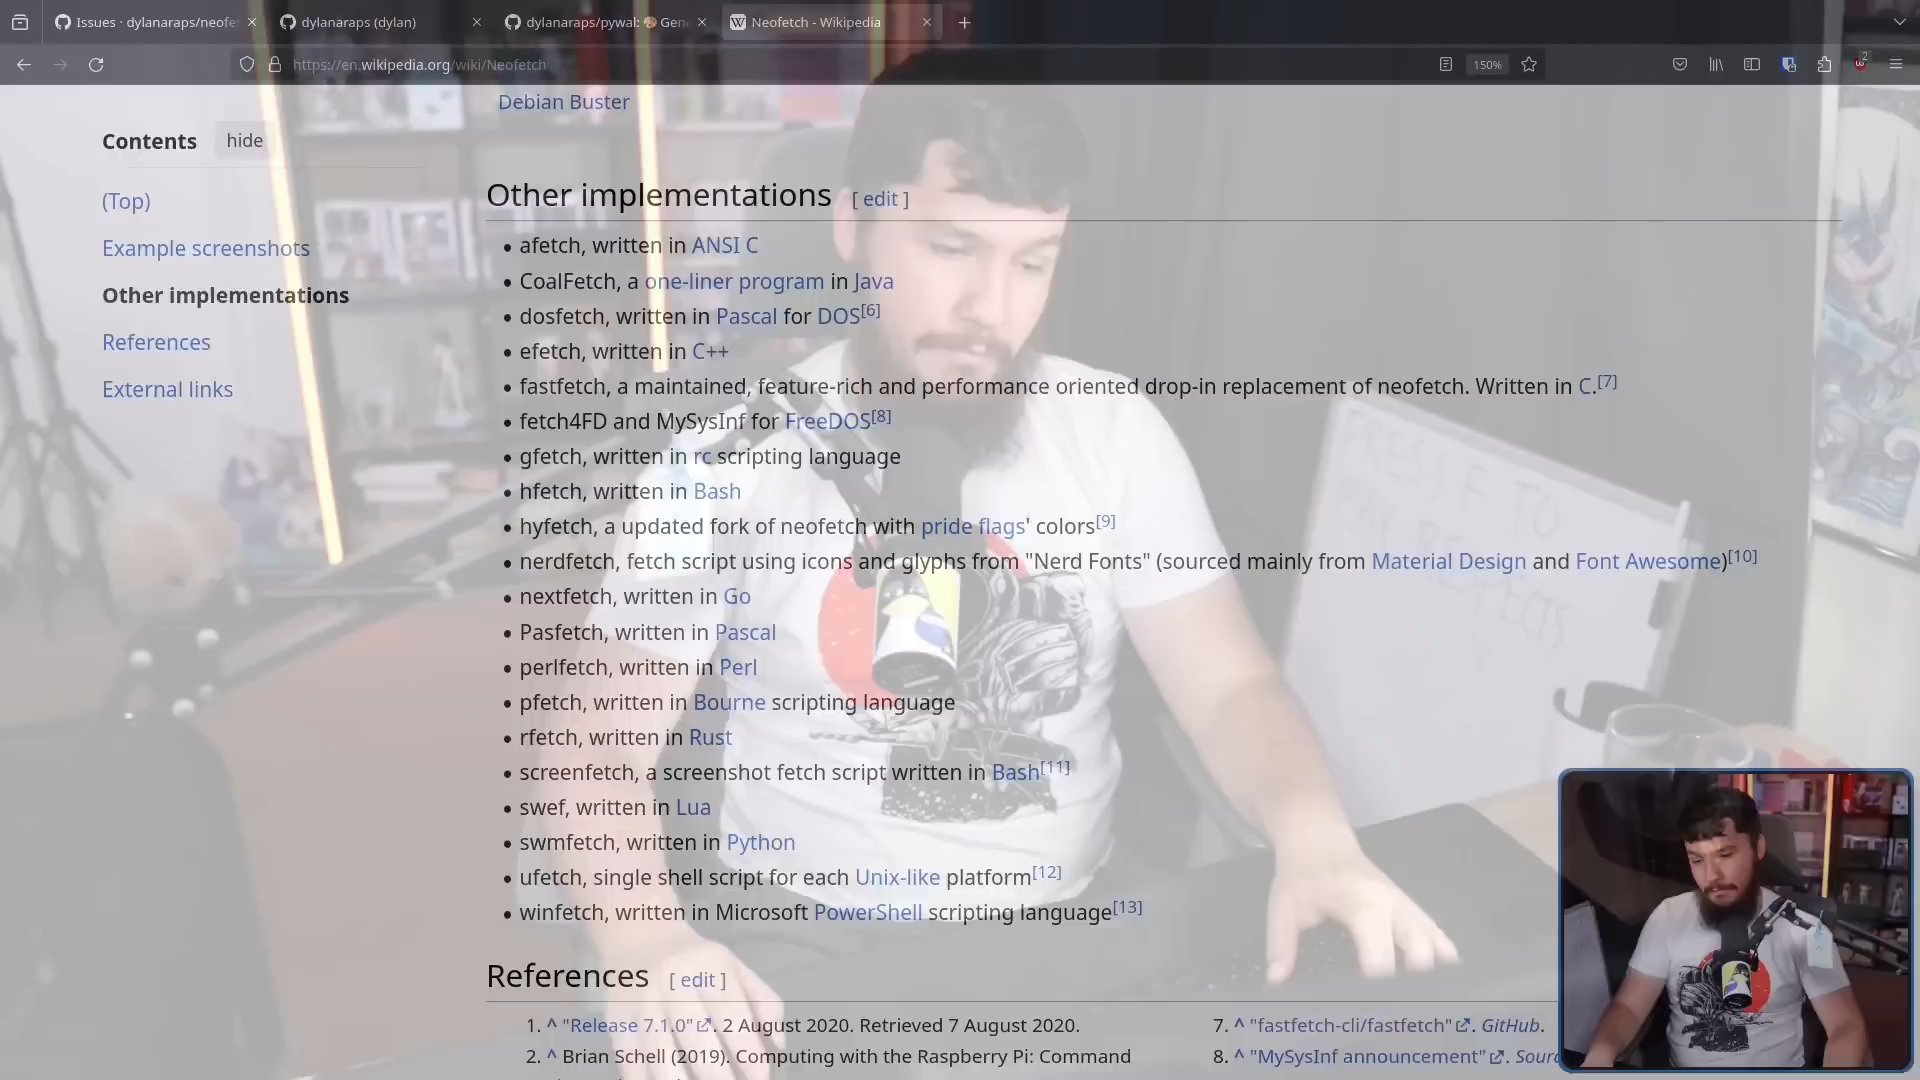 Issues · dylanaraps/neofe
dylanaraps (dylan)
dylanaraps/pywal: 🎨 Gene
Neofetch - Wikipedia
https://en.wikipedia.org/wiki/Neofetch
150%
2
Debian Buster
Contents hide
(Top)
Example screenshots
Other implementations
References
External links
Other implementations [ edit ]
• afetch, written in ANSI C
• CoalFetch, a one-liner program in Java
• dosfetch, written in Pascal for DOS[6]
• efetch, written in C++
• fastfetch, a maintained, feature-rich and performance oriented drop-in replacement of neofetch. Written in C.[7]
• fetch4FD and MySysInf for FreeDOS[8]
• gfetch, written in rc scripting language
• hfetch, written in Bash
• hyfetch, a updated fork of neofetch with pride flags' colors[9]
• nerdfetch, fetch script using icons and glyphs from "Nerd Fonts" (sourced mainly from Material Design and Font Awesome)[10]
• nextfetch, written in Go
• Pasfetch, written in Pascal
• perlfetch, written in Perl
• pfetch, written in Bourne scripting language
• rfetch, written in Rust
• screenfetch, a screenshot fetch script written in Bash[11]
• swef, written in Lua
• swmfetch, written in Python
• ufetch, single shell script for each Unix-like platform[12]
• winfetch, written in Microsoft PowerShell scripting language[13]
References [ edit ]
1. ^ "Release 7.1.0". 2 August 2020. Retrieved 7 August 2020.
2. ^ Brian Schell (2019). Computing with the Raspberry Pi: Command
7. ^ "fastfetch-cli/fastfetch". GitHub.
8. ^ "MySysInf announcement". Sourc
PRESS F TO
PAY RESPECTS